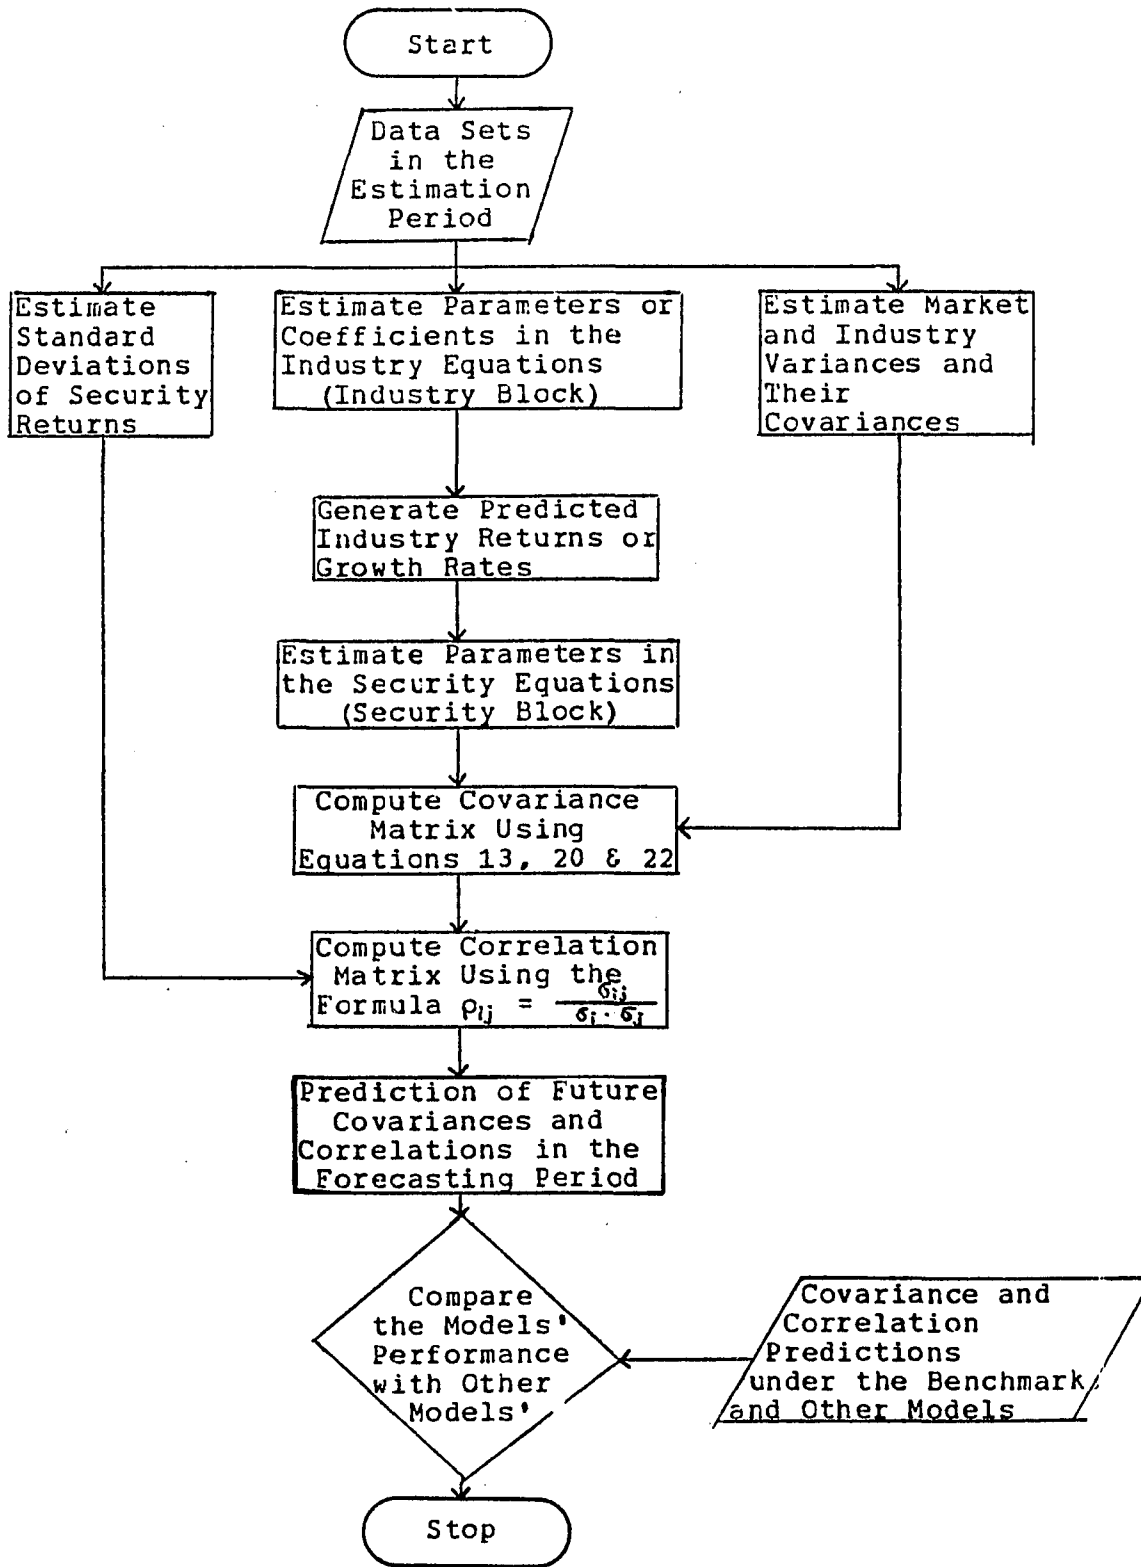 Start
Data Sets
in the
Estimation
Period
Estimate
Standard
Deviations
of Security
Returns
Estimate Parameters or
Coefficients in the
Industry Equations
(Industry Block)
Estimate Market
and Industry
Variances and
Their
Covariances
Generate Predicted
Industry Returns or
Growth Rates
Estimate Parameters in
the Security Equations
(Security Block)
Compute Covariance
Matrix Using
Equations 13, 20 & 22
Compute Correlation
Matrix Using the
Formula ρij = σij / σi · σj
Prediction of Future
Covariances and
Correlations in the
Forecasting Period
Compare
the Models'
Performance
with Other
Models'
Covariance and
Correlation
Predictions
under the Benchmark
and Other Models
Stop